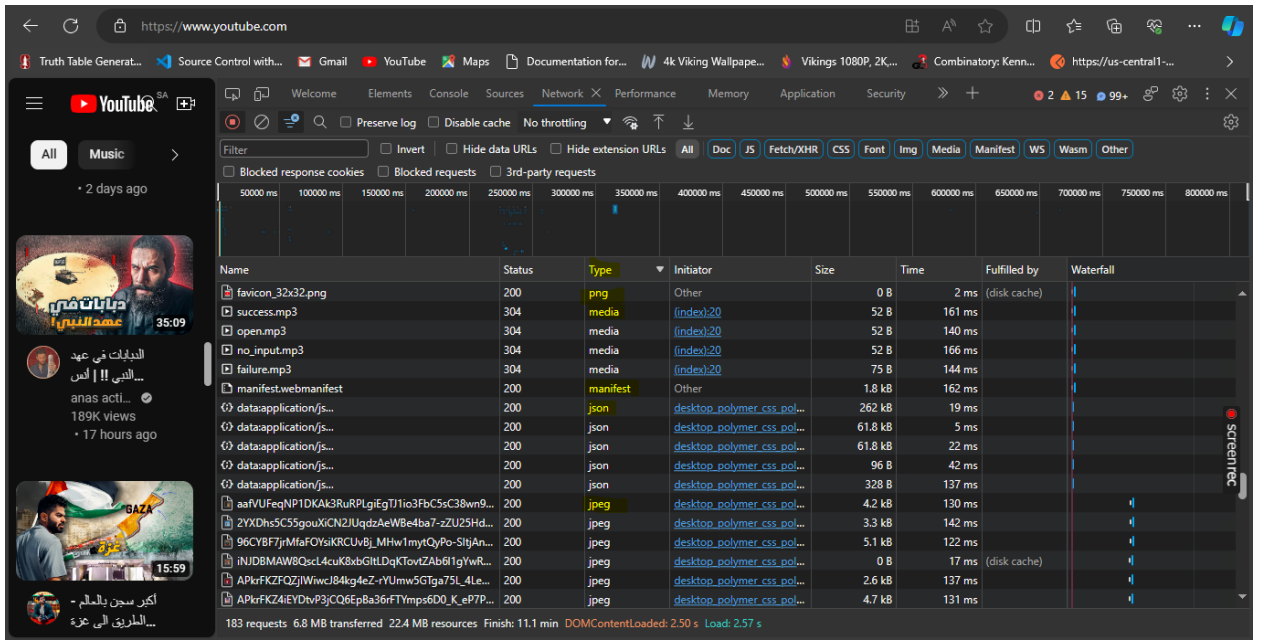 https://www.youtube.com
Truth Table Generat... Source Control with... Gmail YouTube Maps Documentation for... 4k Viking Wallpape... Vikings 1080P, 2K,... Combinatory: Kenn... https://us-central1-...
YouTube SA
Welcome Elements Console Sources Network Performance Memory Application Security 2 15 99+
Preserve log Disable cache No throttling
Filter Invert Hide data URLs Hide extension URLs All Doc JS Fetch/XHR CSS Font Img Media Manifest WS Wasm Other
Blocked response cookies Blocked requests 3rd-party requests
50000 ms 100000 ms 150000 ms 200000 ms 250000 ms 300000 ms 350000 ms 400000 ms 450000 ms 500000 ms 550000 ms 600000 ms 650000 ms 700000 ms 750000 ms 800000 ms
All Music
• 2 days ago
دبابات في
عهد النبي!
35:09
الدبابات في عهد
النبي !! | أنس...
anas acti...
189K views
• 17 hours ago
GAZA
غزة
15:59
أكبر سجن بالعالم -
الطريق الى غزة...
Name Status Type Initiator Size Time Fulfilled by Waterfall
favicon_32x32.png 200 png Other 0 B 2 ms (disk cache)
success.mp3 304 media (index):20 52 B 161 ms
open.mp3 304 media (index):20 52 B 140 ms
no_input.mp3 304 media (index):20 52 B 166 ms
failure.mp3 304 media (index):20 75 B 144 ms
manifest.webmanifest 200 manifest Other 1.8 kB 162 ms
data:application/js... 200 json desktop_polymer_css_pol... 262 kB 19 ms
data:application/js... 200 json desktop_polymer_css_pol... 61.8 kB 5 ms
data:application/js... 200 json desktop_polymer_css_pol... 61.8 kB 22 ms
data:application/js... 200 json desktop_polymer_css_pol... 96 B 42 ms
data:application/js... 200 json desktop_polymer_css_pol... 328 B 137 ms
aafVUFeqNP1DKAk3RuRPLgiEgTJ1io3FbC5sC38wn9... 200 jpeg desktop_polymer_css_pol... 4.2 kB 130 ms
2YXDhs5C55gouXiCN2JUqdzAeWBe4ba7-zZU25Hd... 200 jpeg desktop_polymer_css_pol... 3.3 kB 142 ms
96CYBF7jrMfaFOYsiKRCUvBj_MHw1mytQyPo-SltjAn... 200 jpeg desktop_polymer_css_pol... 5.1 kB 122 ms
iNJDBMAW8QscL4cuK8xbGltLDqKTovtZAb6I1gYwR... 200 jpeg desktop_polymer_css_pol... 0 B 17 ms (disk cache)
APkrFKZFQZjIWiwcJ84kg4eZ-rYUmw5GTga75L_4Le... 200 jpeg desktop_polymer_css_pol... 2.6 kB 137 ms
APkrFKZ4iEYDtvP3jCQ6EpBa36rFTYmps6D0_K_eP7P... 200 jpeg desktop_polymer_css_pol... 4.7 kB 131 ms
screenrec
183 requests 6.8 MB transferred 22.4 MB resources Finish: 11.1 min DOMContentLoaded: 2.50 s Load: 2.57 s